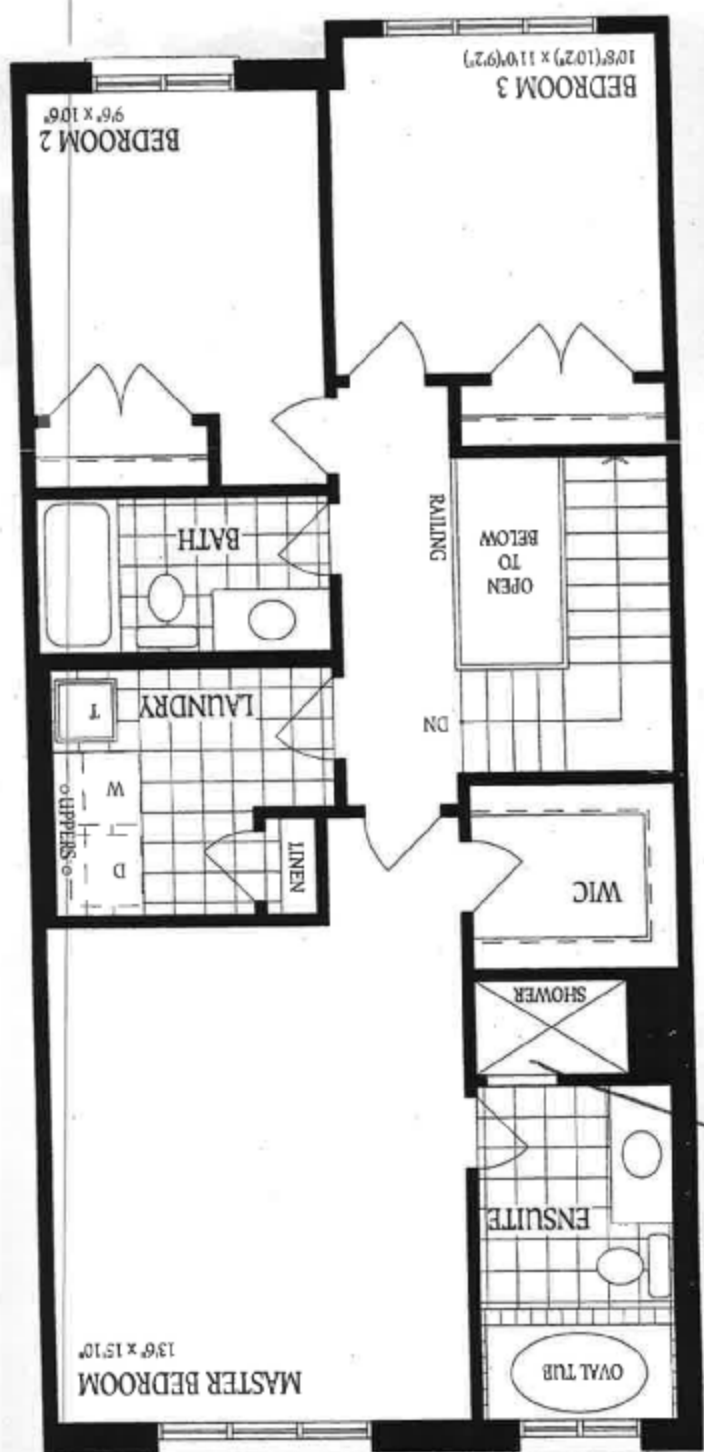 OVAL TUB
MASTER BEDROOM
13'6" x 15'10"
ENSUITE
SHOWER
WIC
LINEN
D
UPPERS
W
DN
LAUNDRY
T
OPEN
TO
BELOW
RAILING
BATH
BEDROOM 3
10'8"(10'2") x 11'0"(9'2")
BEDROOM 2
9'6" x 10'6"